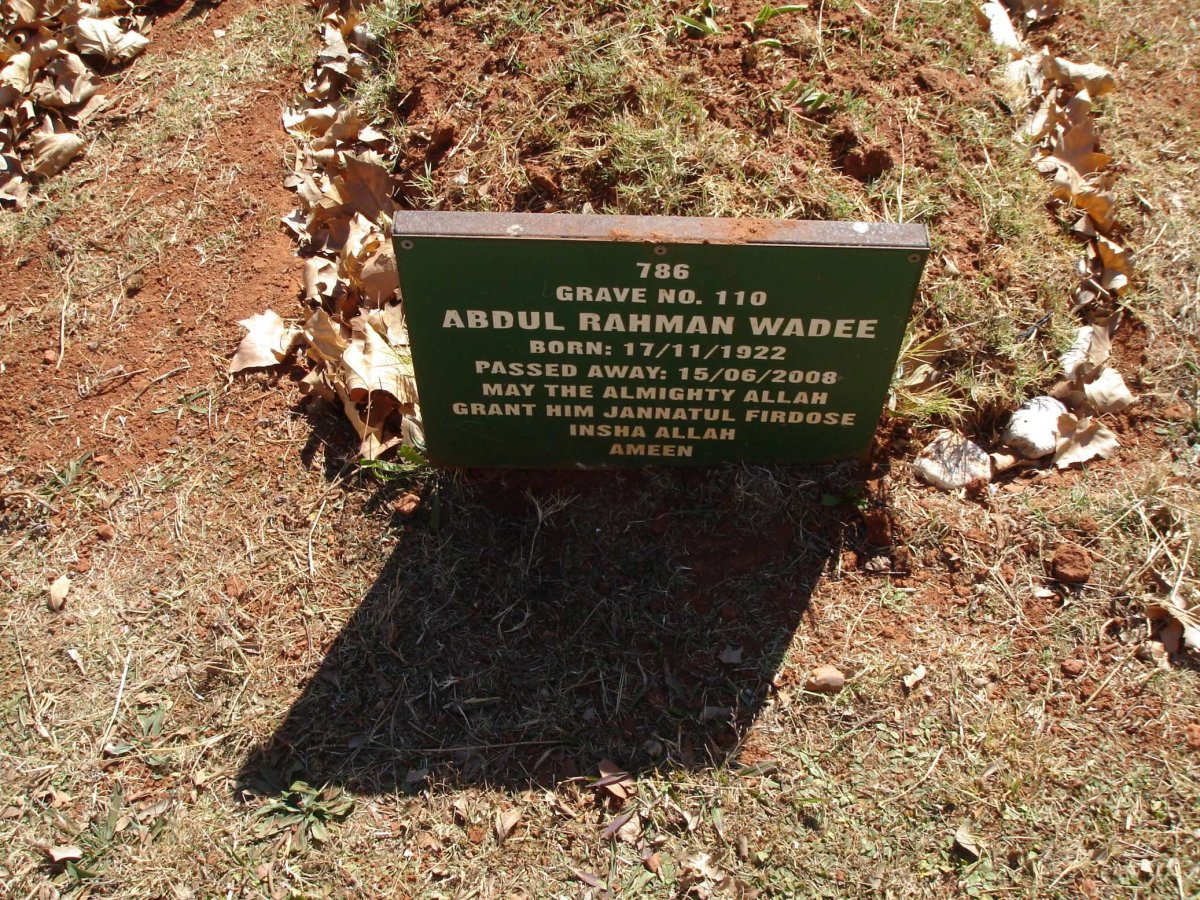 786
GRAVE NO. 110
ABDUL RAHMAN WADEE
BORN: 17/11/1922
PASSED AWAY: 15/06/2008
MAY THE ALMIGHTY ALLAH
GRANT HIM JANNATUL FIRDOSE
INSHA ALLAH
AMEEN